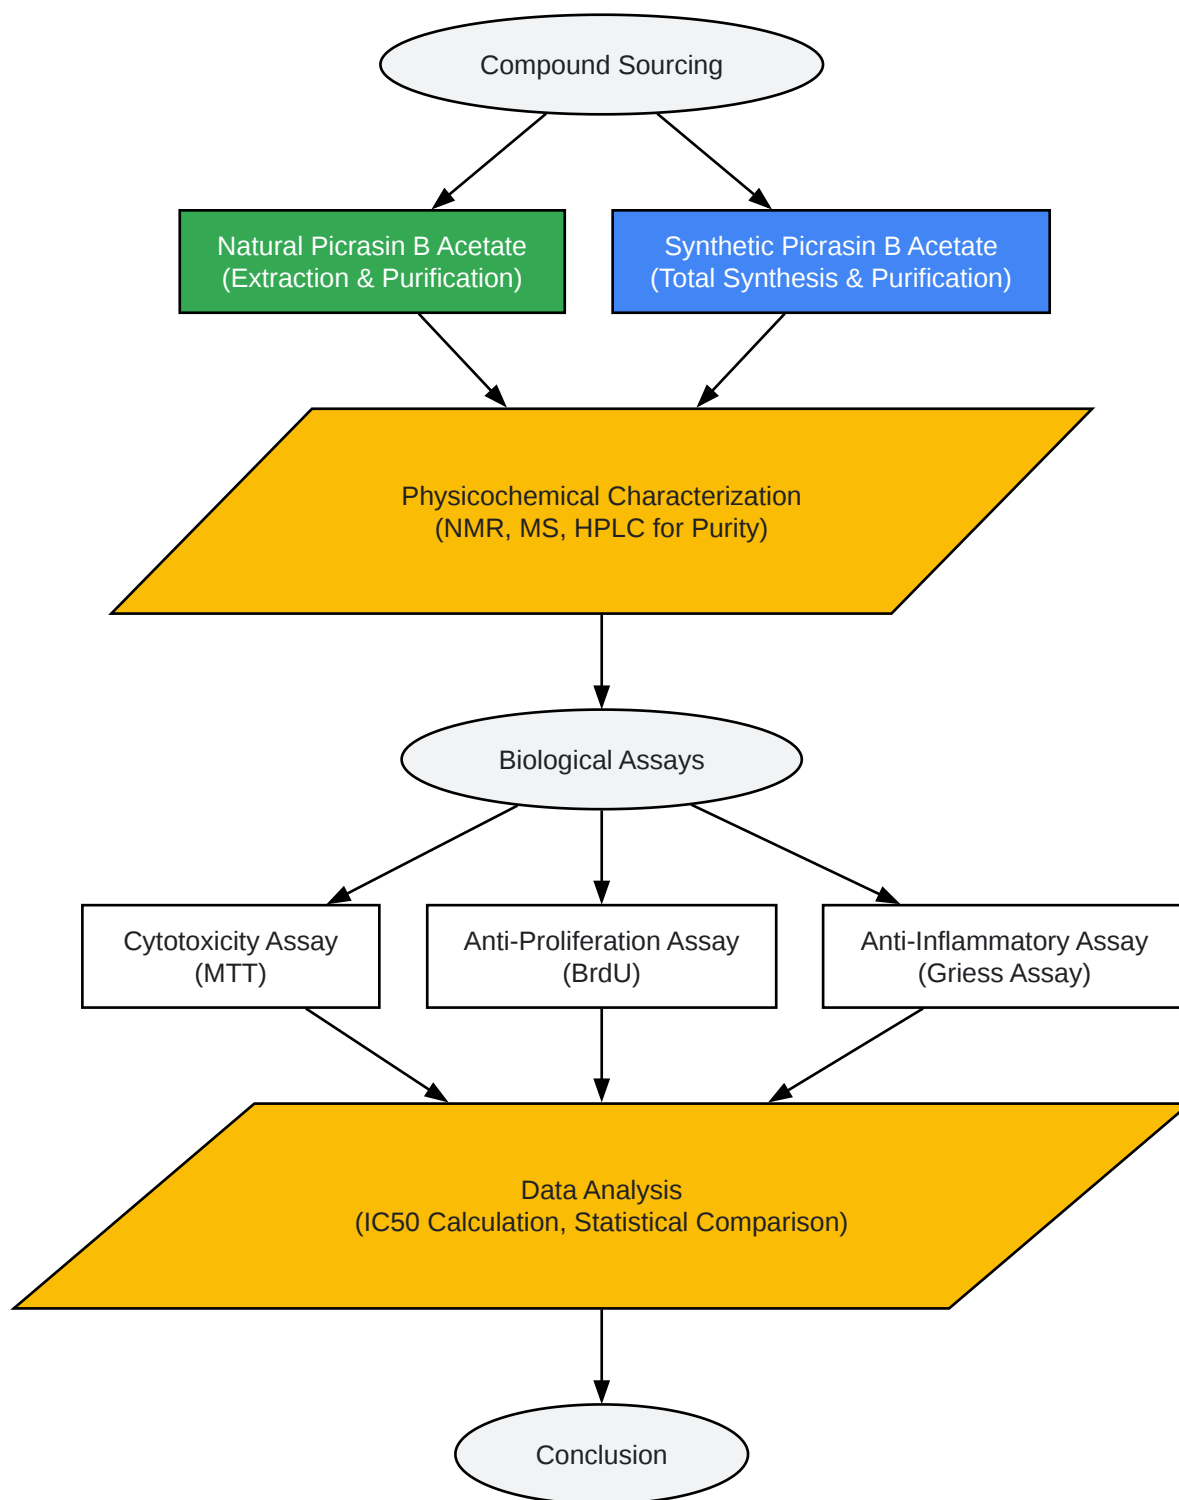 Compound Sourcing
Natural Picrasin B Acetate
(Extraction & Purification)
Synthetic Picrasin B Acetate
(Total Synthesis & Purification)
Physicochemical Characterization
(NMR, MS, HPLC for Purity)
Biological Assays
Cytotoxicity Assay
(MTT)
Anti-Proliferation Assay
(BrdU)
Anti-Inflammatory Assay
(Griess Assay)
Data Analysis
(IC50 Calculation, Statistical Comparison)
Conclusion